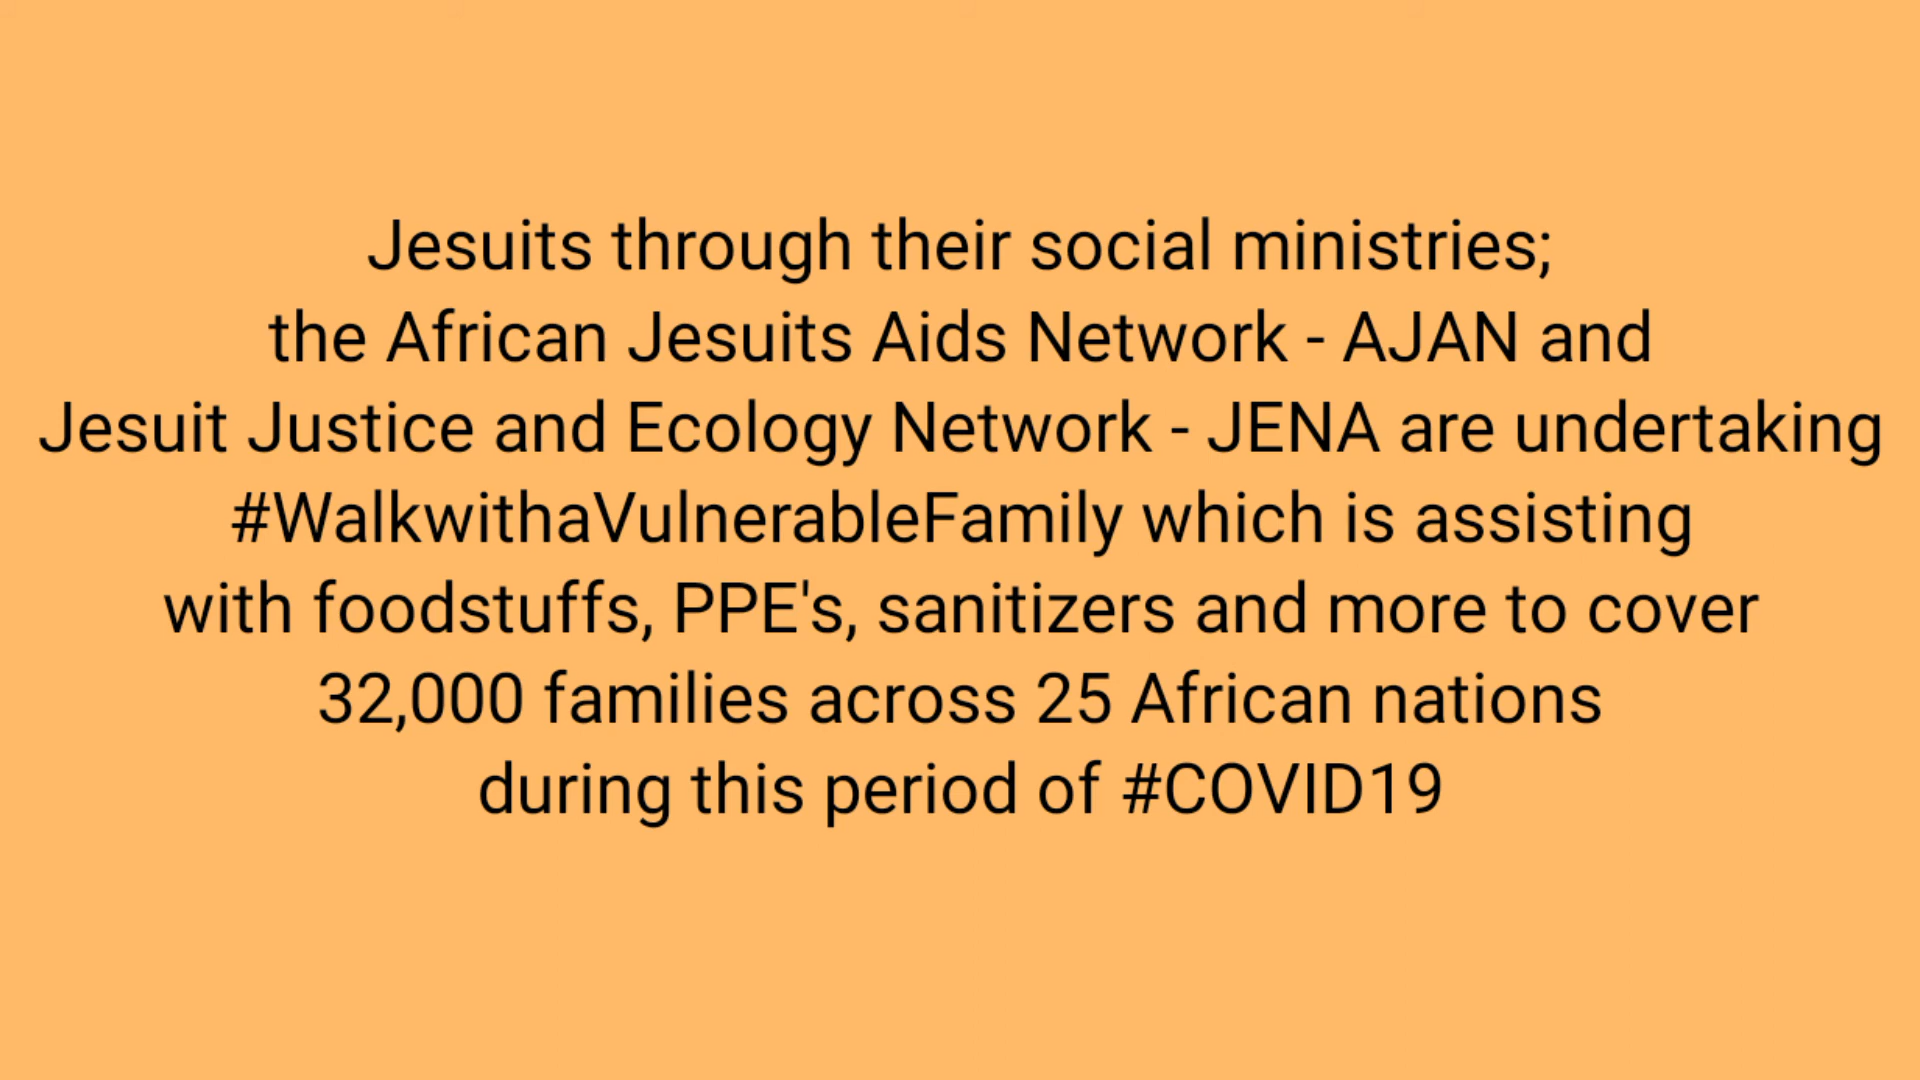 Jesuits through their social ministries;
the African Jesuits Aids Network - AJAN and
Jesuit Justice and Ecology Network - JENA are undertaking
#WalkwithaVulnerableFamily which is assisting
with foodstuffs, PPE's, sanitizers and more to cover
32,000 families across 25 African nations
during this period of #COVID19